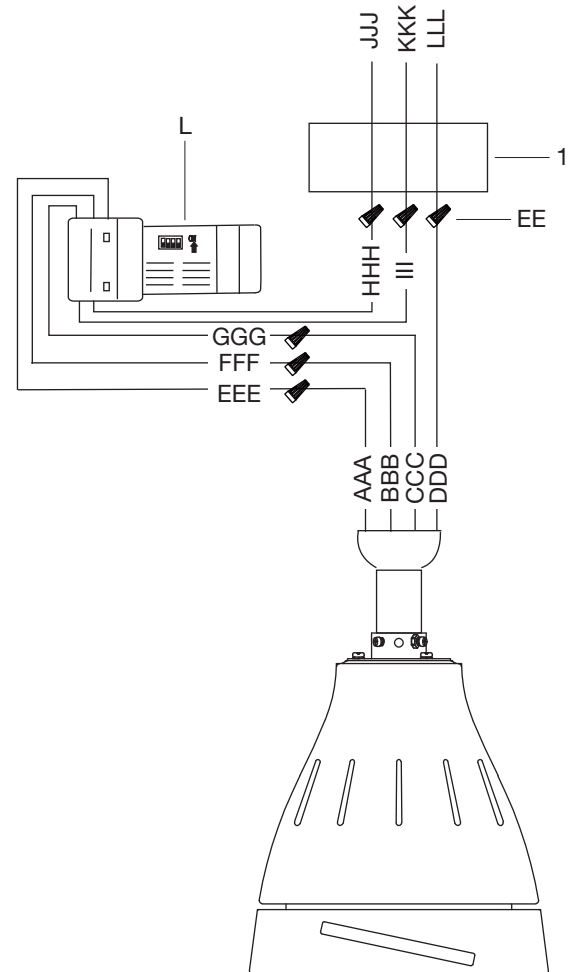 JJJ
KKK
LLL
L
1
EE
HHH
III
GGG
FFF
EEE
AAA
BBB
CCC
DDD